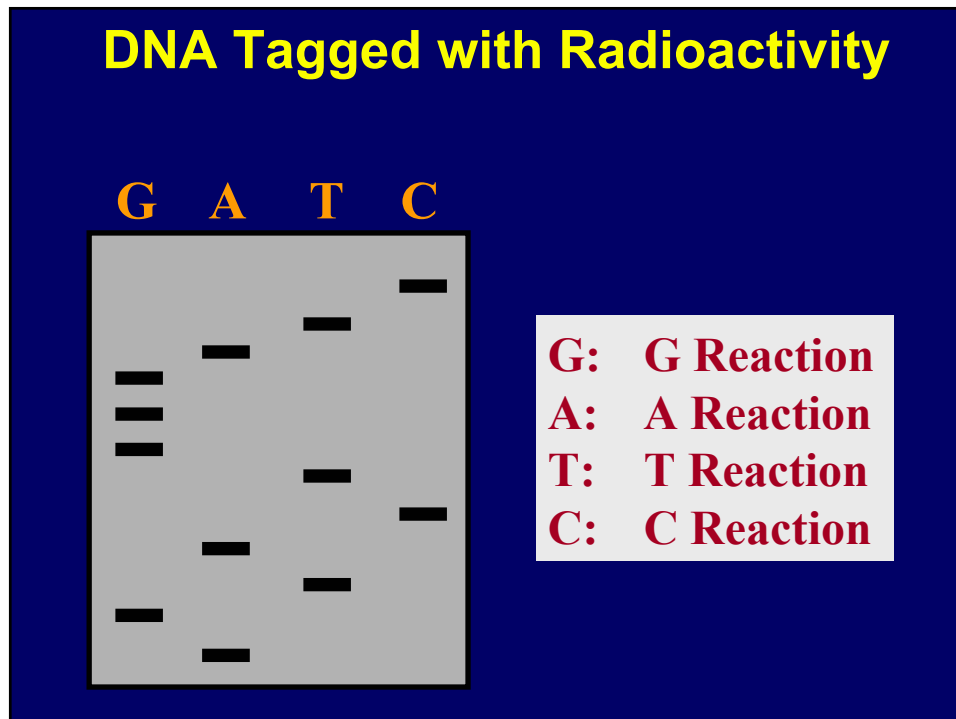 DNA Tagged with Radioactivity
G A T C
G: G Reaction
A: A Reaction
T: T Reaction
C: C Reaction